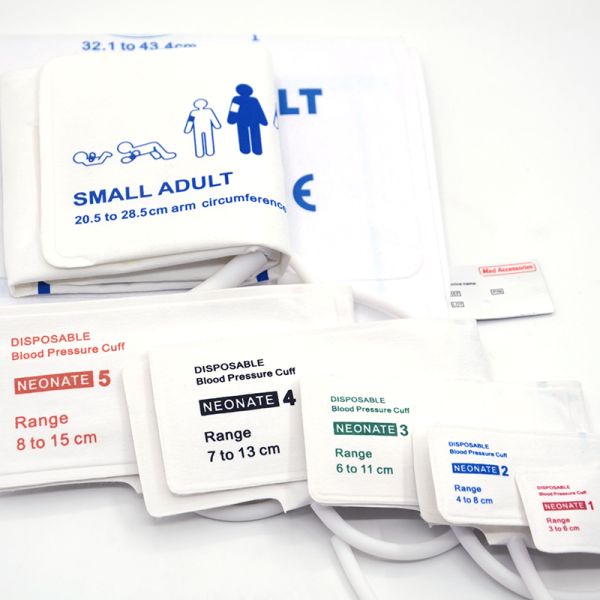 32.1 to 43.4cm
LT
SMALL ADULT
20.5 to 28.5cm arm circumference
CE
Med Accessories
DISPOSABLE
Blood Pressure Cuff
NEONATE 5
Range
8 to 15 cm
DISPOSABLE
Blood Pressure Cuff
NEONATE 4
Range
7 to 13 cm
DISPOSABLE
Blood Pressure Cuff
NEONATE 3
Range
6 to 11 cm
DISPOSABLE
Blood Pressure Cuff
NEONATE 2
Range
4 to 8 cm
DISPOSABLE
Blood Pressure Cuff
NEONATE 1
Range
3 to 6 cm